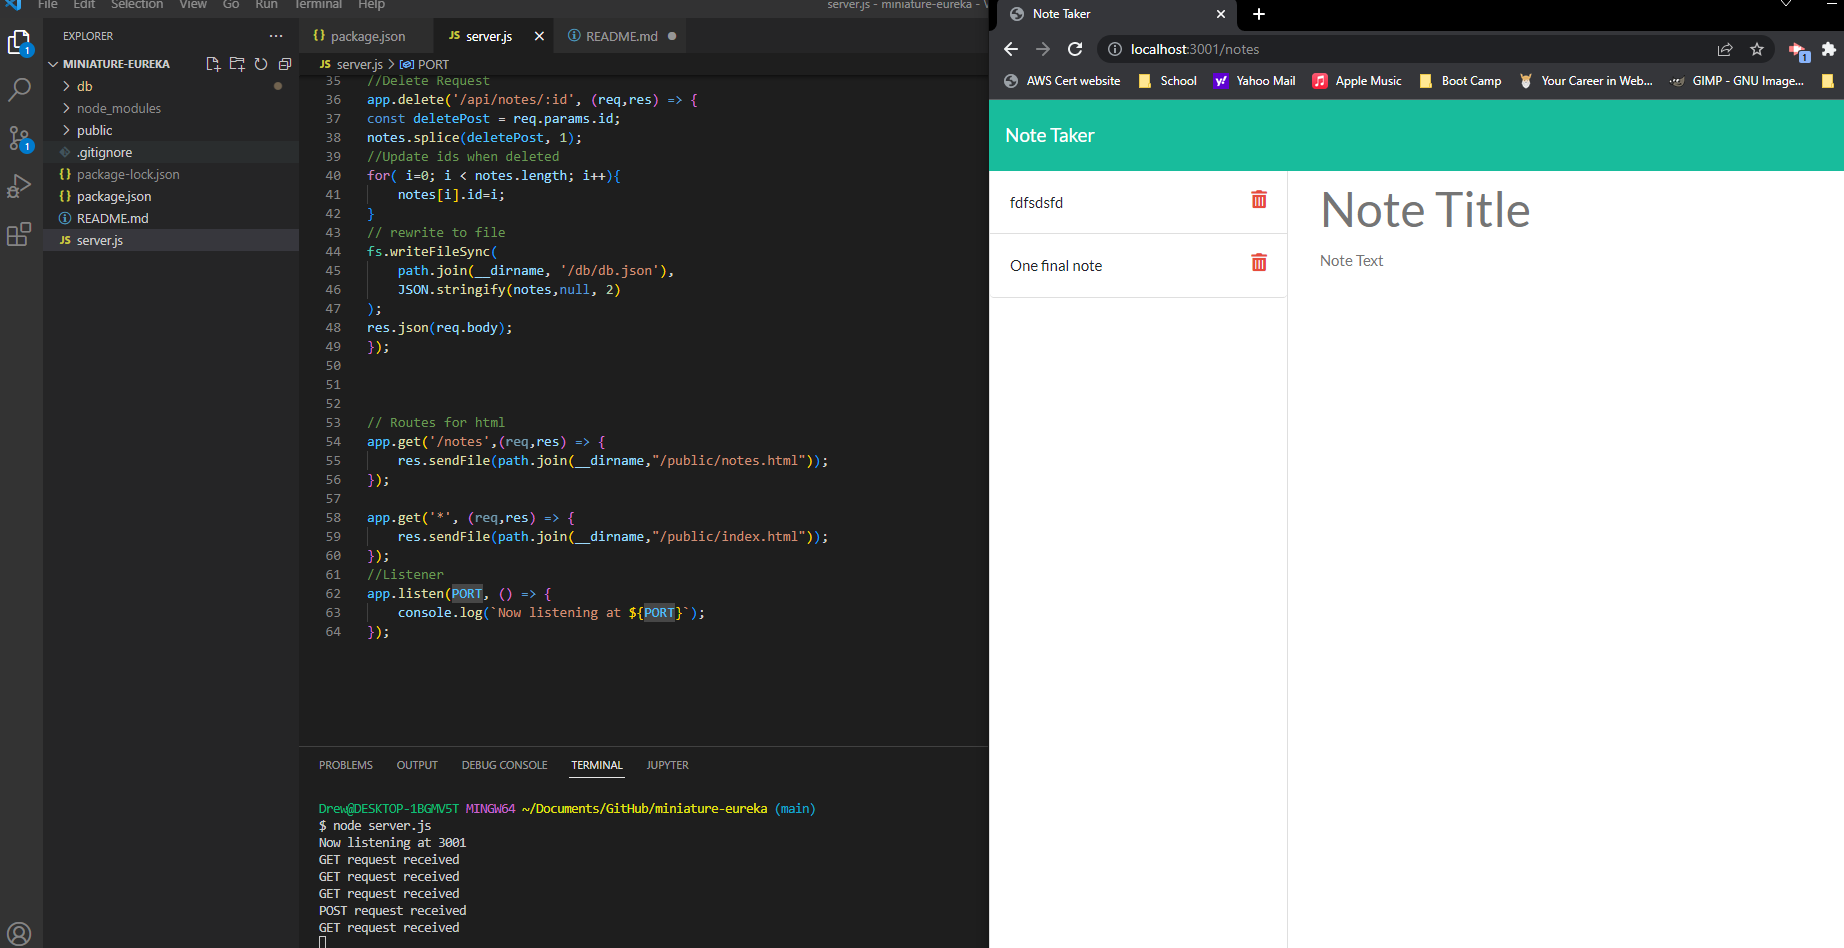 File Edit Selection View Go Run Terminal Help
server.js - miniature-eureka - V
EXPLORER
MINIATURE-EUREKA
db
node_modules
public
.gitignore
{} package-lock.json
{} package.json
README.md
JS server.js
1
1
{} package.json
JS server.js
README.md
JS server.js > PORT
35 //Delete Request
36 app.delete('/api/notes/:id', (req,res) => {
37 const deletePost = req.params.id;
38 notes.splice(deletePost, 1);
39 //Update ids when deleted
40 for( i=0; i < notes.length; i++){
41     notes[i].id=i;
42 }
43 // rewrite to file
44 fs.writeFileSync(
45     path.join(__dirname, '/db/db.json'),
46     JSON.stringify(notes,null, 2)
47 );
48 res.json(req.body);
49 });
50
51
52
53 // Routes for html
54 app.get('/notes',(req,res) => {
55     res.sendFile(path.join(__dirname,"/public/notes.html"));
56 });
57
58 app.get('*', (req,res) => {
59     res.sendFile(path.join(__dirname,"/public/index.html"));
60 });
61 //Listener
62 app.listen(PORT, () => {
63     console.log(`Now listening at ${PORT}`);
64 });
PROBLEMS OUTPUT DEBUG CONSOLE TERMINAL JUPYTER
Drew@DESKTOP-1BGMV5T MINGW64 ~/Documents/GitHub/miniature-eureka (main)
$ node server.js
Now listening at 3001
GET request received
GET request received
GET request received
POST request received
GET request received
Note Taker
localhost:3001/notes
1
AWS Cert website School Yahoo Mail Apple Music Boot Camp Your Career in Web... GIMP - GNU Image...
Note Taker
fdfsdsfd
One final note
Note Title
Note Text